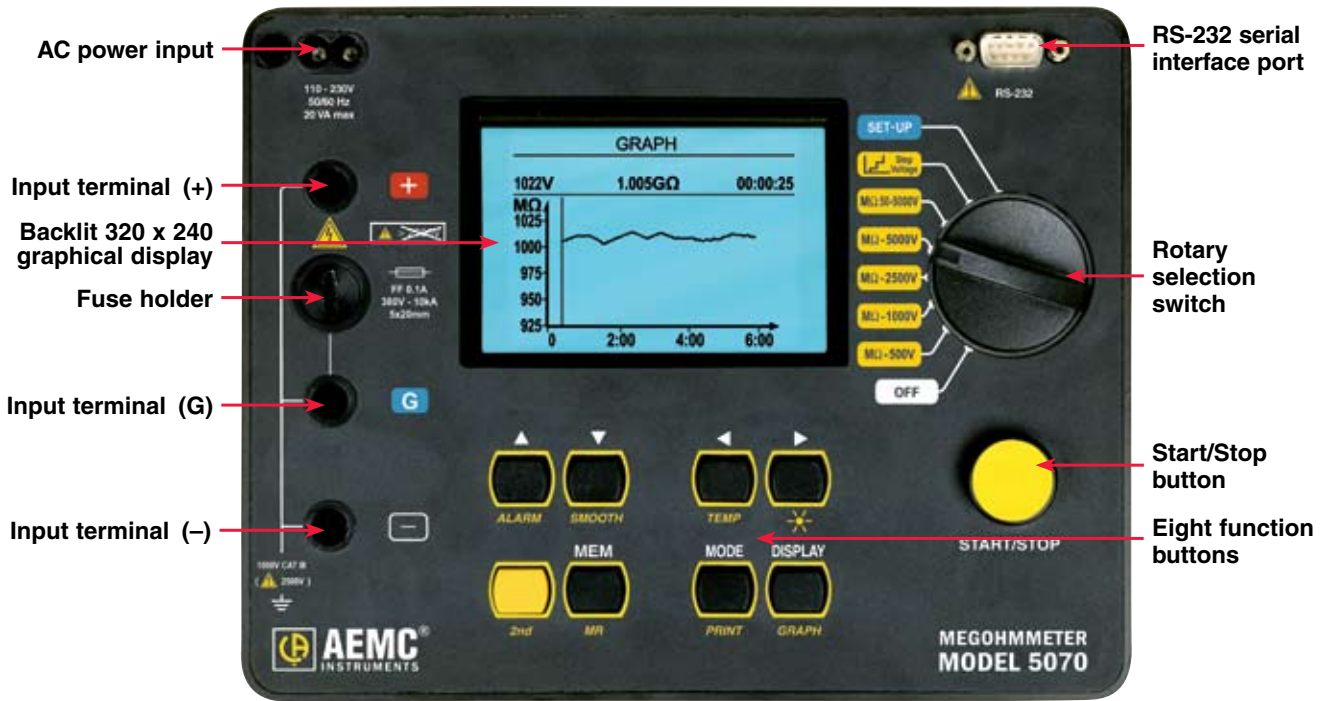 AC power input
RS-232 serial
interface port
110 - 230V
50/60 Hz
20 VA max
RS-232
Input terminal (+)
+
Backlit 320 x 240
graphical display
Fuse holder
FF 0.1A
380V - 10kA
5x20mm
Input terminal (G)
G
Input terminal (–)
–
1000V CAT III
( 2500V )
GRAPH
1022V 1.005GΩ 00:00:25
MΩ
1025
1000
975
950
925
0 2:00 4:00 6:00
SET-UP
Step
Voltage
MΩ-50-5000V
MΩ-5000V
MΩ-2500V
MΩ-1000V
MΩ-500V
OFF
Rotary
selection
switch
Start/Stop
button
START/STOP
Eight function
buttons
ALARM SMOOTH TEMP
MEM MODE DISPLAY
2nd MR PRINT GRAPH
AEMC®
INSTRUMENTS
MEGOHMMETER
MODEL 5070